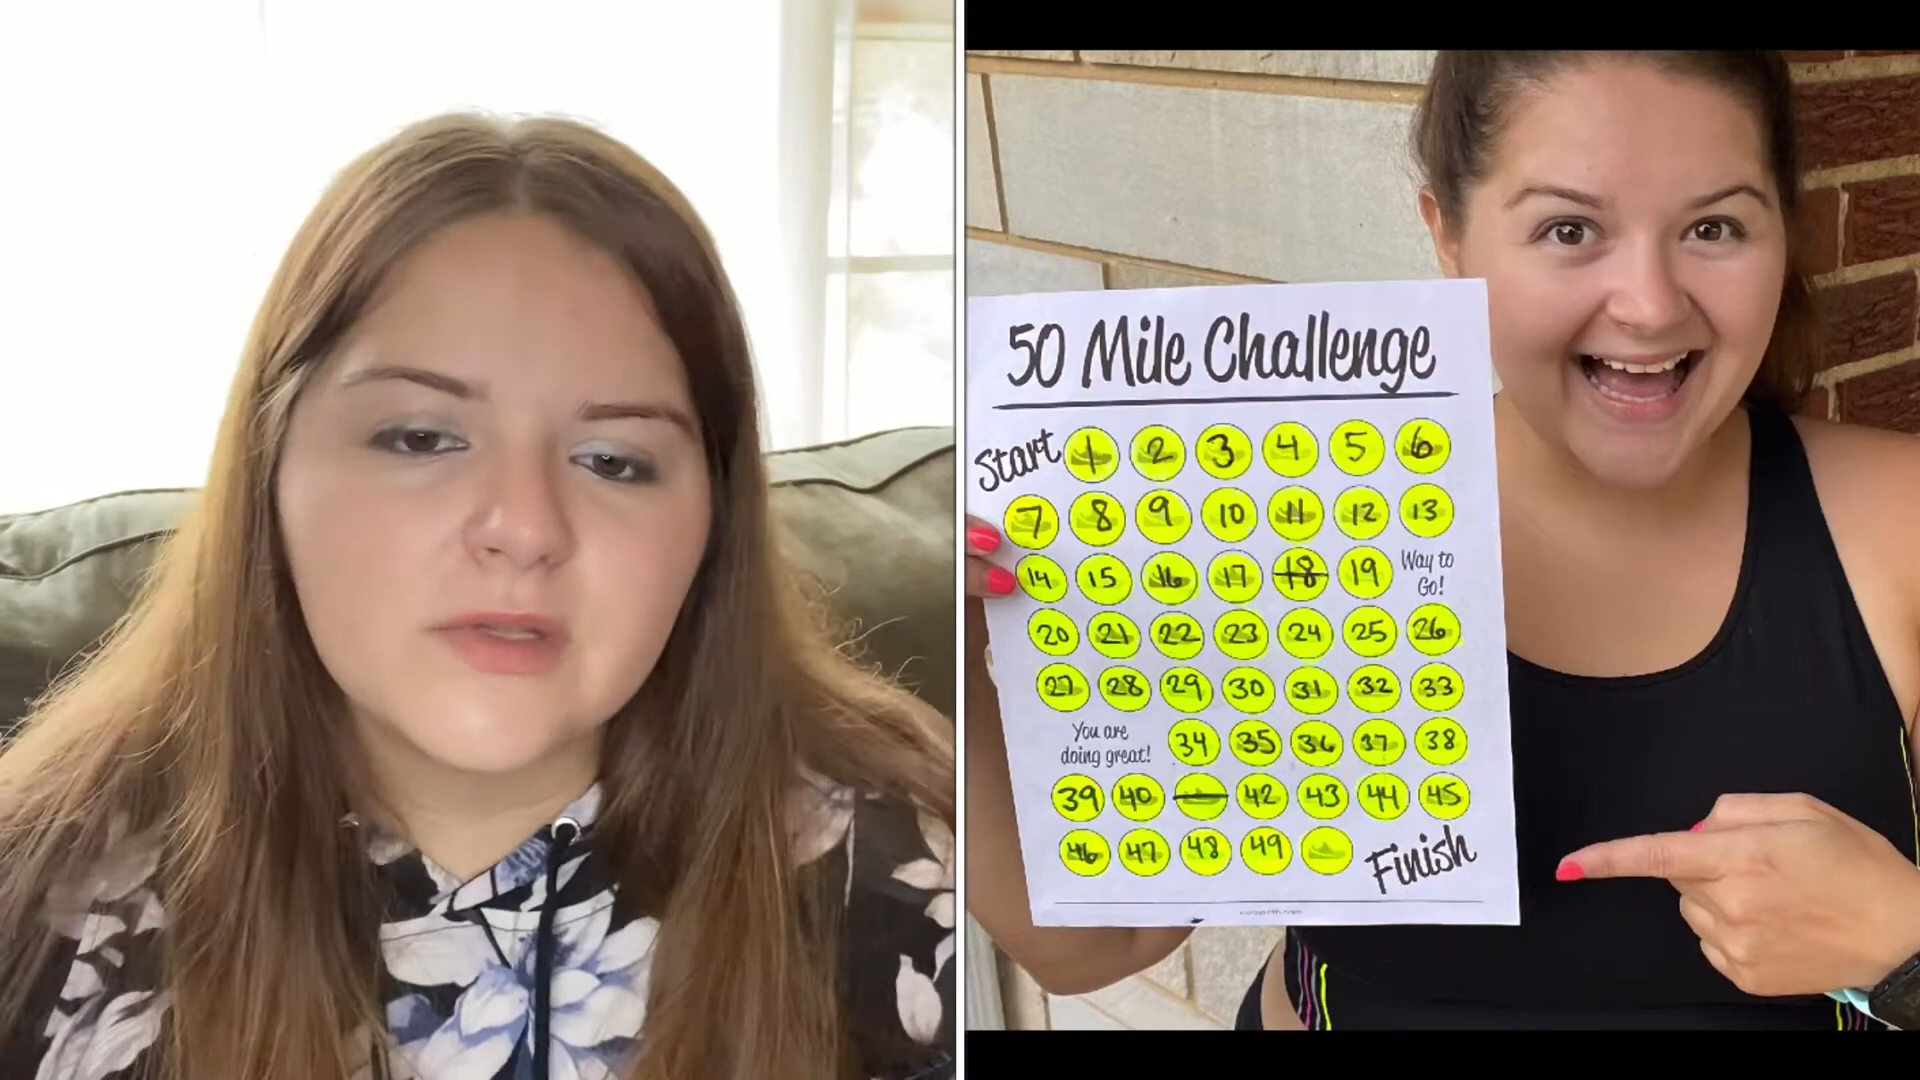 50 Mile Challenge
Start 1 2 3 4 5 6
7 8 9 10 11 12 13
14 15 16 17 18 19 Way to Go!
20 21 22 23 24 25 26
27 28 29 30 31 32 33
You are doing great! 34 35 36 37 38
39 40 42 43 44 45
46 47 48 49 Finish